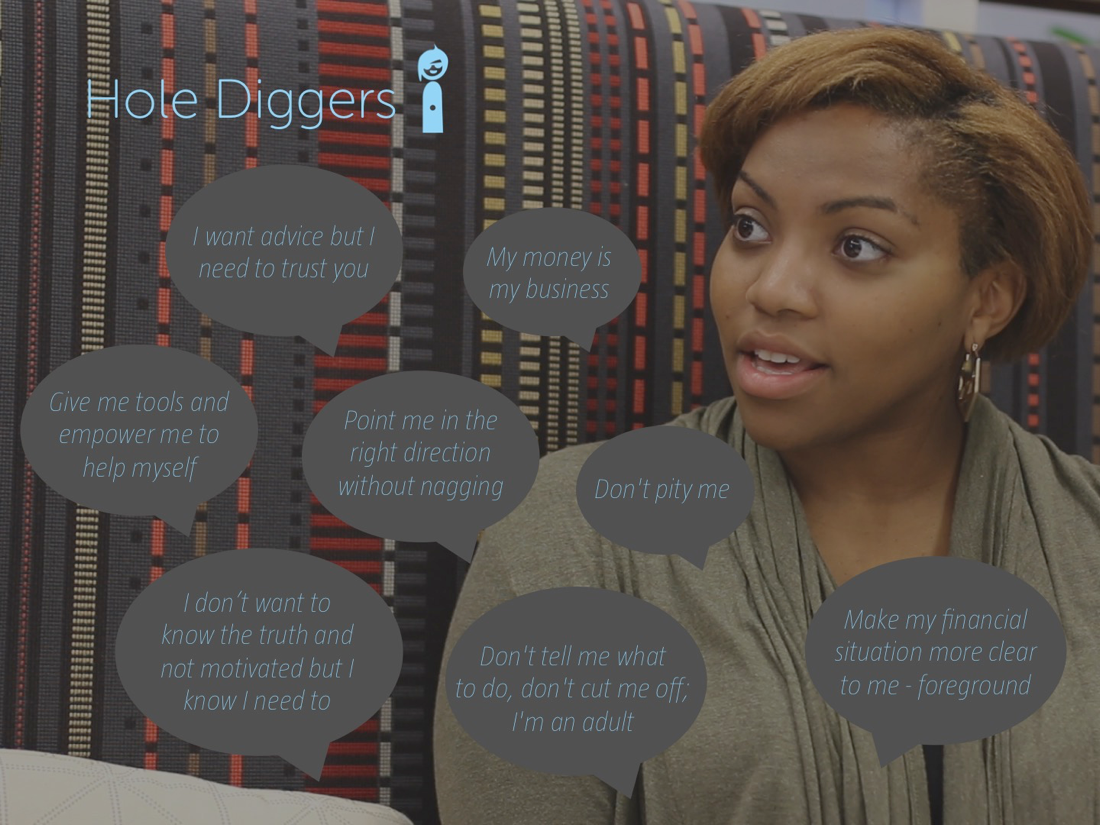 Hole Diggers
I want advice but I
need to trust you
My money is
my business
Give me tools and
empower me to
help myself
Point me in the
right direction
without nagging
Don't pity me
I don’t want to
know the truth and
not motivated but I
know I need to
Don't tell me what
to do, don't cut me off;
I'm an adult
Make my financial
situation more clear
to me - foreground